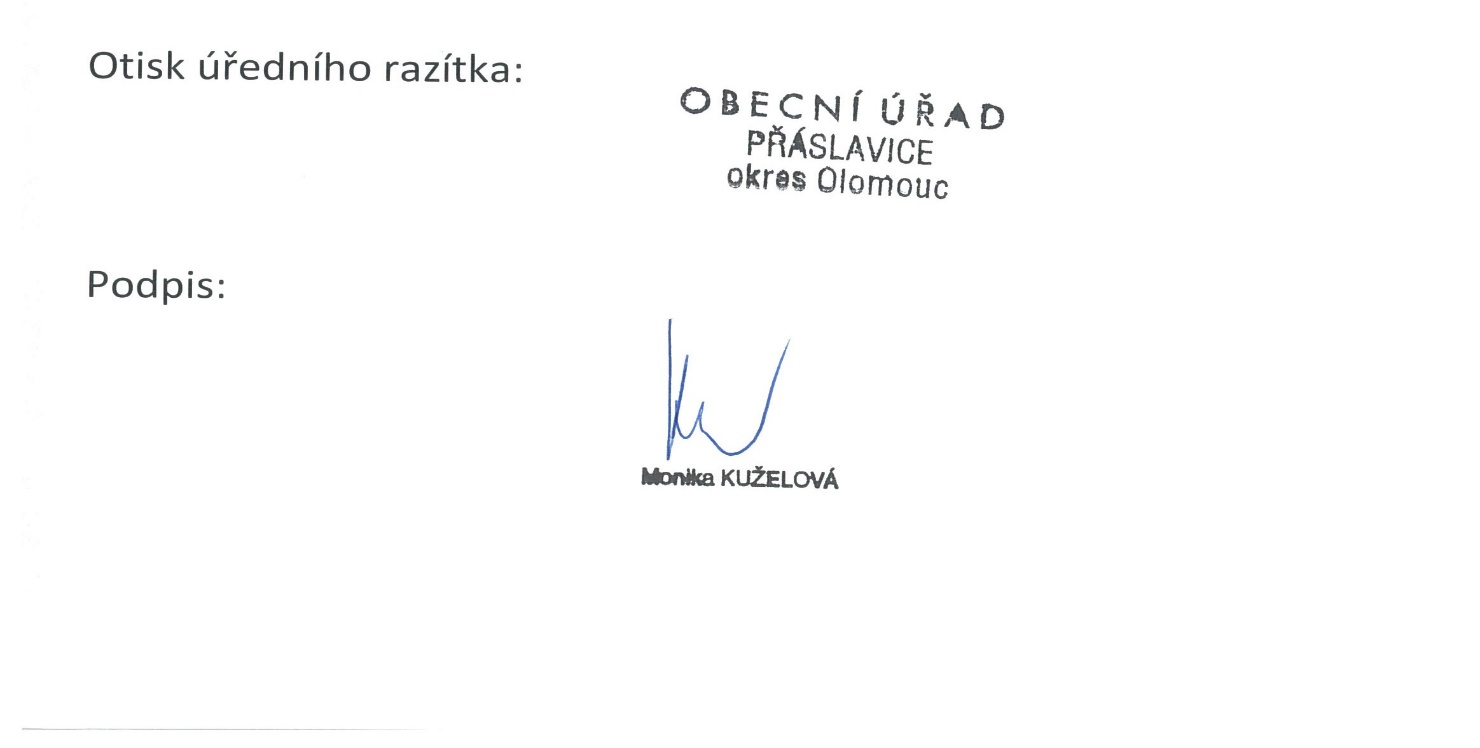 Otisk úředního razítka:
OBECNÍ ÚŘAD
PŘÁSLAVICE
okres Olomouc
Podpis:
Monika KUŽELOVÁ